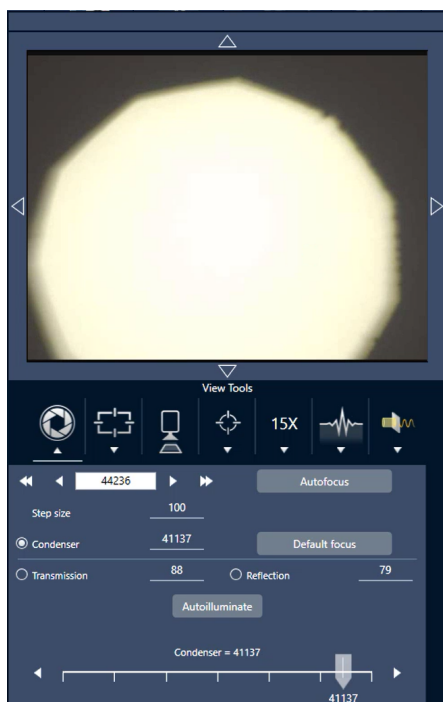 View Tools
15X
44236
Autofocus
Step size
100
Condenser
41137
Default focus
Transmission
88
Reflection
79
Autoilluminate
Condenser = 41137
41137